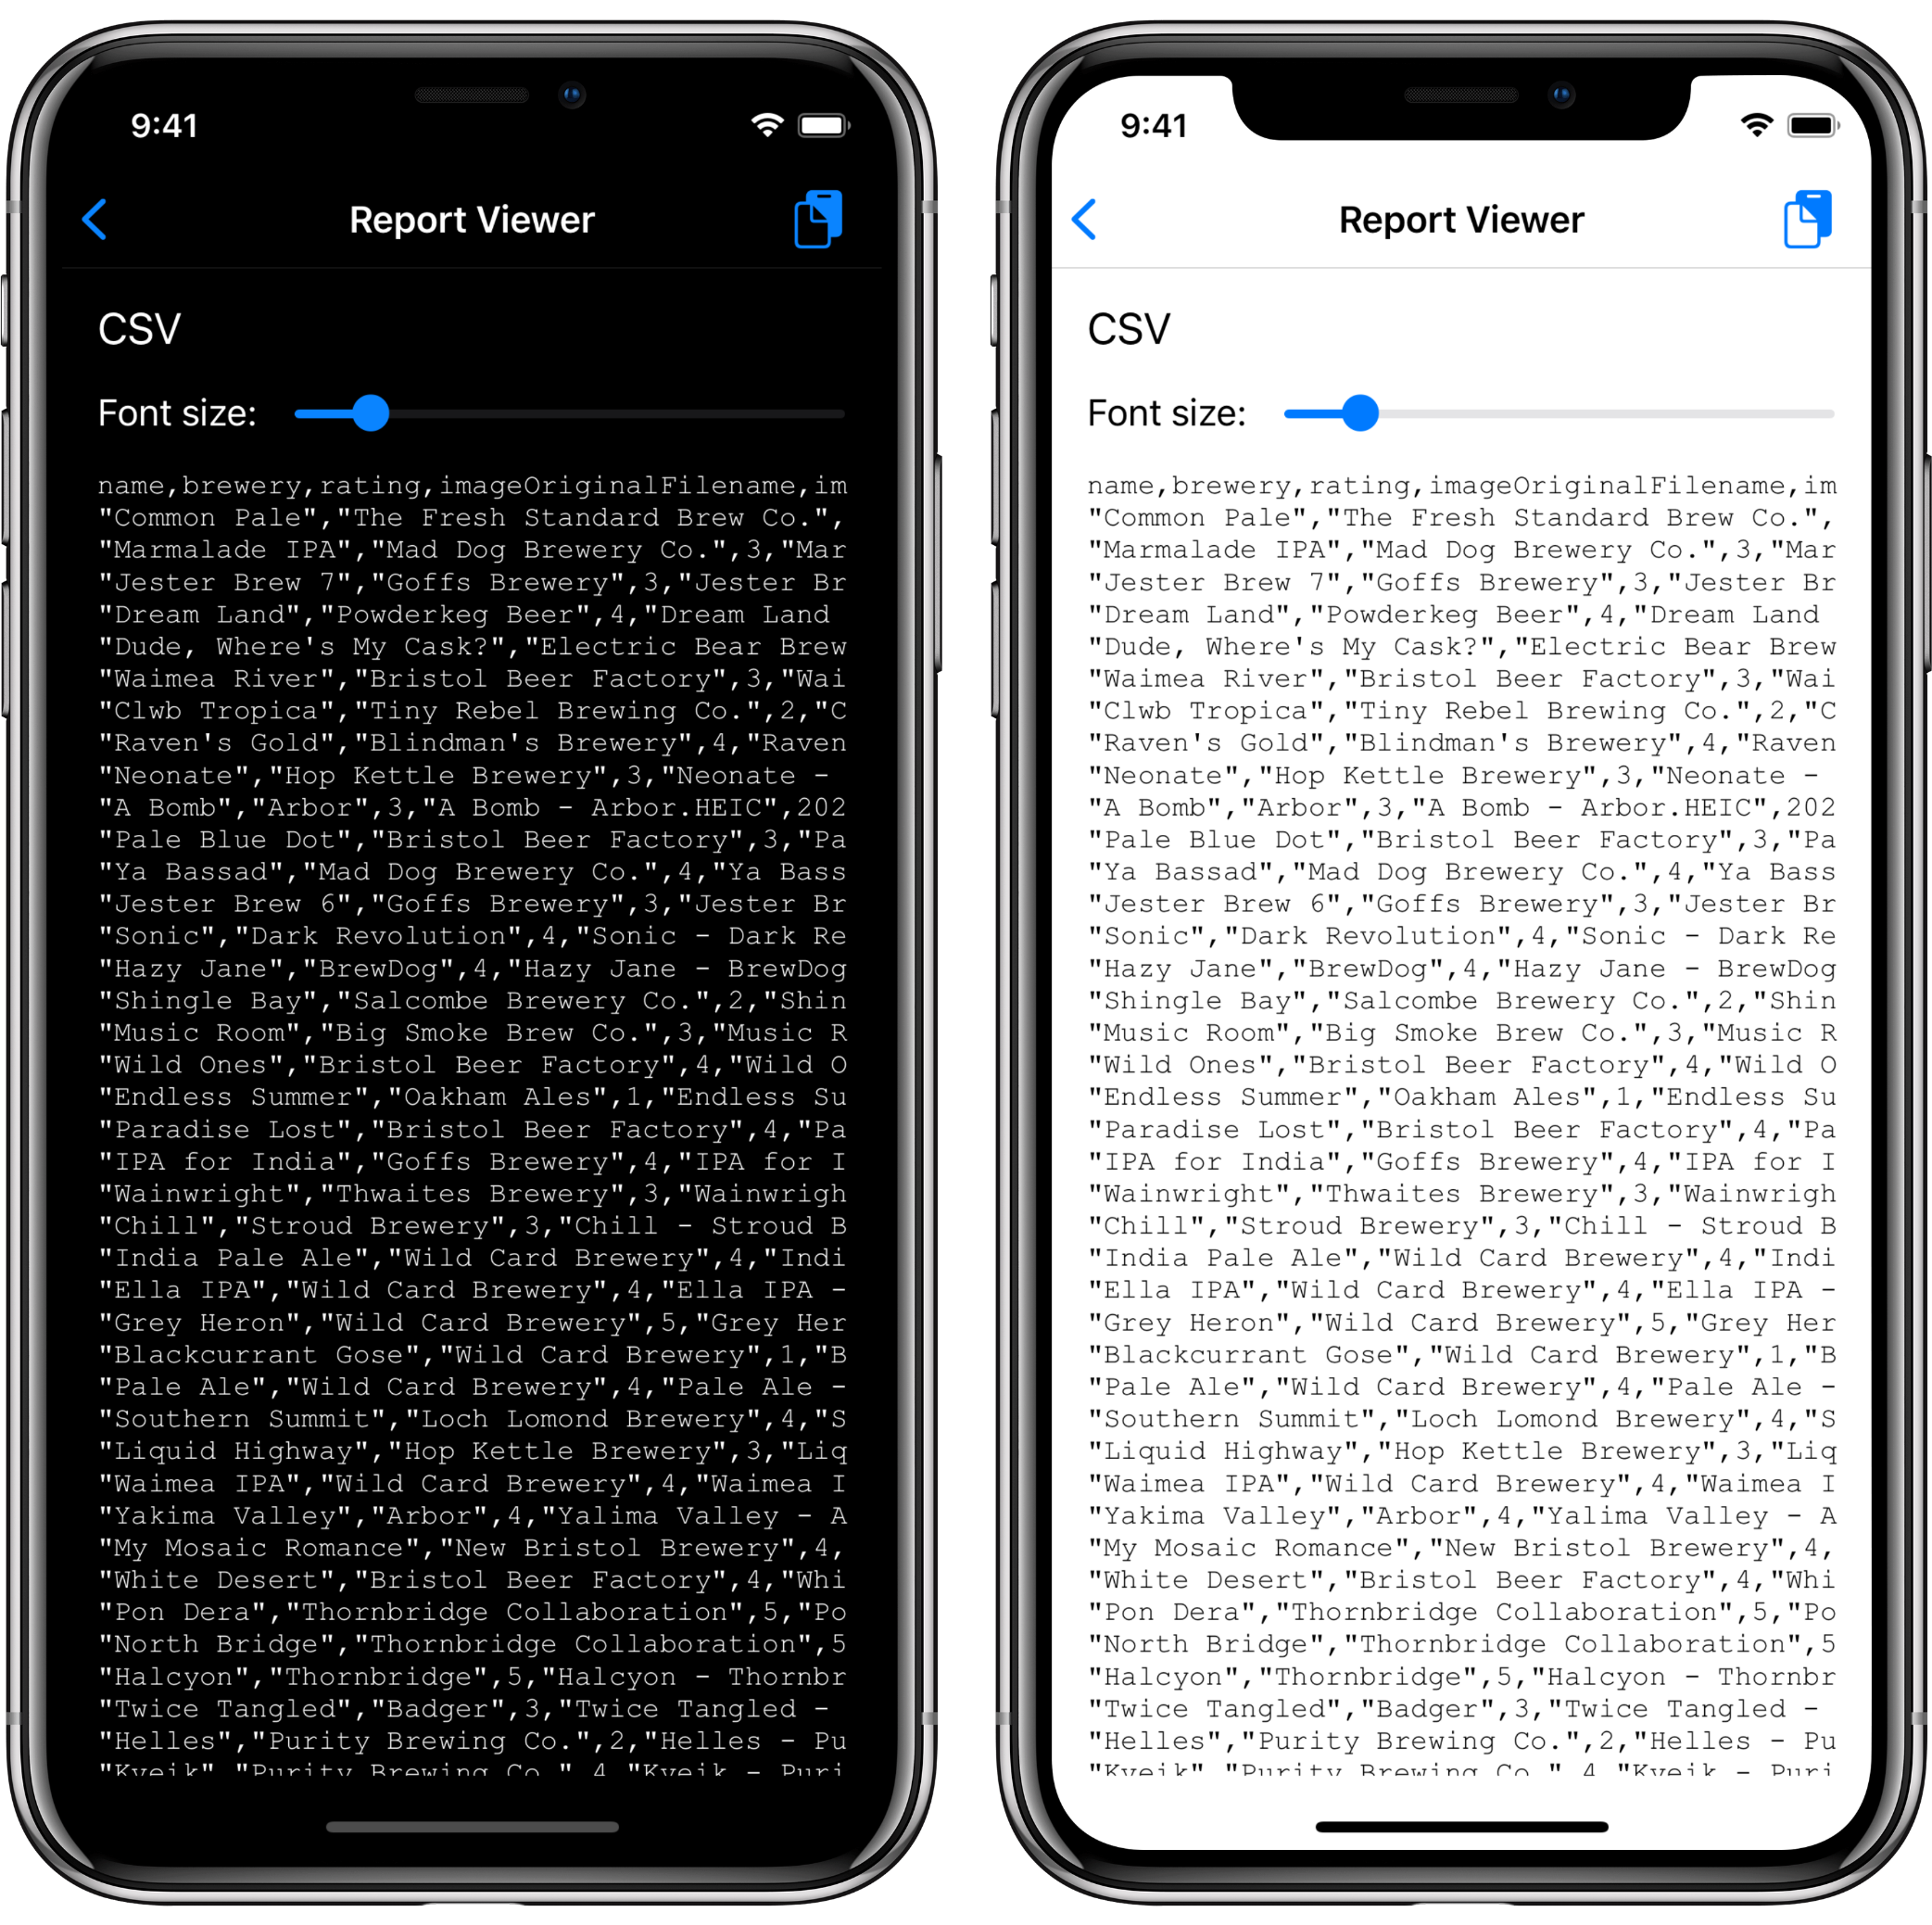 9:41
Report Viewer
CSV
Font size:
name,brewery,rating,imageOriginalFilename,im
"Common Pale","The Fresh Standard Brew Co.",
"Marmalade IPA","Mad Dog Brewery Co.",3,"Mar
"Jester Brew 7","Goffs Brewery",3,"Jester Br
"Dream Land","Powderkeg Beer",4,"Dream Land
"Dude, Where's My Cask?","Electric Bear Brew
"Waimea River","Bristol Beer Factory",3,"Wai
"Clwb Tropica","Tiny Rebel Brewing Co.",2,"C
"Raven's Gold","Blindman's Brewery",4,"Raven
"Neonate","Hop Kettle Brewery",3,"Neonate -
"A Bomb","Arbor",3,"A Bomb - Arbor.HEIC",202
"Pale Blue Dot","Bristol Beer Factory",3,"Pa
"Ya Bassad","Mad Dog Brewery Co.",4,"Ya Bass
"Jester Brew 6","Goffs Brewery",3,"Jester Br
"Sonic","Dark Revolution",4,"Sonic - Dark Re
"Hazy Jane","BrewDog",4,"Hazy Jane - BrewDog
"Shingle Bay","Salcombe Brewery Co.",2,"Shin
"Music Room","Big Smoke Brew Co.",3,"Music R
"Wild Ones","Bristol Beer Factory",4,"Wild O
"Endless Summer","Oakham Ales",1,"Endless Su
"Paradise Lost","Bristol Beer Factory",4,"Pa
"IPA for India","Goffs Brewery",4,"IPA for I
"Wainwright","Thwaites Brewery",3,"Wainwrigh
"Chill","Stroud Brewery",3,"Chill - Stroud B
"India Pale Ale","Wild Card Brewery",4,"Indi
"Ella IPA","Wild Card Brewery",4,"Ella IPA -
"Grey Heron","Wild Card Brewery",5,"Grey Her
"Blackcurrant Gose","Wild Card Brewery",1,"B
"Pale Ale","Wild Card Brewery",4,"Pale Ale -
"Southern Summit","Loch Lomond Brewery",4,"S
"Liquid Highway","Hop Kettle Brewery",3,"Liq
"Waimea IPA","Wild Card Brewery",4,"Waimea I
"Yakima Valley","Arbor",4,"Yalima Valley - A
"My Mosaic Romance","New Bristol Brewery",4,
"White Desert","Bristol Beer Factory",4,"Whi
"Pon Dera","Thornbridge Collaboration",5,"Po
"North Bridge","Thornbridge Collaboration",5
"Halcyon","Thornbridge",5,"Halcyon - Thornbr
"Twice Tangled","Badger",3,"Twice Tangled -
"Helles","Purity Brewing Co.",2,"Helles - Pu
"Kveik","Purity Brewing Co.",4,"Kveik - Puri
9:41
Report Viewer
CSV
Font size:
name,brewery,rating,imageOriginalFilename,im
"Common Pale","The Fresh Standard Brew Co.",
"Marmalade IPA","Mad Dog Brewery Co.",3,"Mar
"Jester Brew 7","Goffs Brewery",3,"Jester Br
"Dream Land","Powderkeg Beer",4,"Dream Land
"Dude, Where's My Cask?","Electric Bear Brew
"Waimea River","Bristol Beer Factory",3,"Wai
"Clwb Tropica","Tiny Rebel Brewing Co.",2,"C
"Raven's Gold","Blindman's Brewery",4,"Raven
"Neonate","Hop Kettle Brewery",3,"Neonate -
"A Bomb","Arbor",3,"A Bomb - Arbor.HEIC",202
"Pale Blue Dot","Bristol Beer Factory",3,"Pa
"Ya Bassad","Mad Dog Brewery Co.",4,"Ya Bass
"Jester Brew 6","Goffs Brewery",3,"Jester Br
"Sonic","Dark Revolution",4,"Sonic - Dark Re
"Hazy Jane","BrewDog",4,"Hazy Jane - BrewDog
"Shingle Bay","Salcombe Brewery Co.",2,"Shin
"Music Room","Big Smoke Brew Co.",3,"Music R
"Wild Ones","Bristol Beer Factory",4,"Wild O
"Endless Summer","Oakham Ales",1,"Endless Su
"Paradise Lost","Bristol Beer Factory",4,"Pa
"IPA for India","Goffs Brewery",4,"IPA for I
"Wainwright","Thwaites Brewery",3,"Wainwrigh
"Chill","Stroud Brewery",3,"Chill - Stroud B
"India Pale Ale","Wild Card Brewery",4,"Indi
"Ella IPA","Wild Card Brewery",4,"Ella IPA -
"Grey Heron","Wild Card Brewery",5,"Grey Her
"Blackcurrant Gose","Wild Card Brewery",1,"B
"Pale Ale","Wild Card Brewery",4,"Pale Ale -
"Southern Summit","Loch Lomond Brewery",4,"S
"Liquid Highway","Hop Kettle Brewery",3,"Liq
"Waimea IPA","Wild Card Brewery",4,"Waimea I
"Yakima Valley","Arbor",4,"Yalima Valley - A
"My Mosaic Romance","New Bristol Brewery",4,
"White Desert","Bristol Beer Factory",4,"Whi
"Pon Dera","Thornbridge Collaboration",5,"Po
"North Bridge","Thornbridge Collaboration",5
"Halcyon","Thornbridge",5,"Halcyon - Thornbr
"Twice Tangled","Badger",3,"Twice Tangled -
"Helles","Purity Brewing Co.",2,"Helles - Pu
"Kveik","Purity Brewing Co.",4,"Kveik - Puri